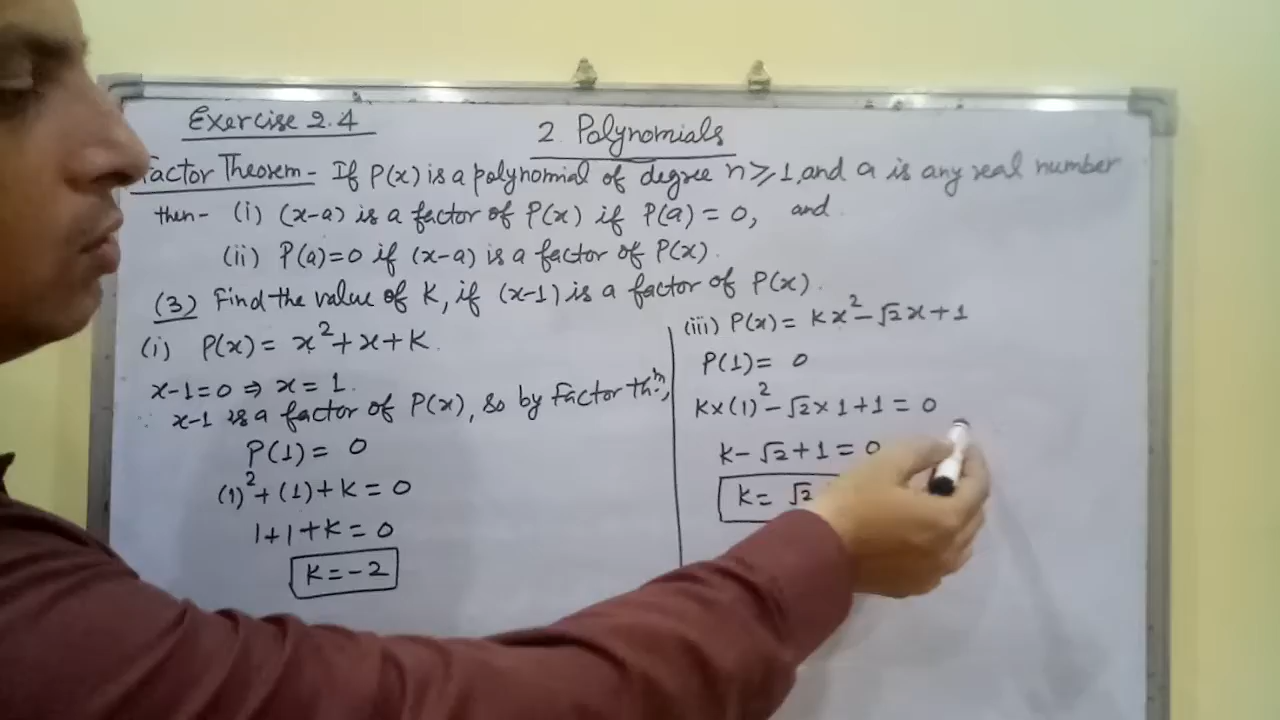 Exercise 2.4
2. Polynomials
Factor Theorem - If P(x) is a polynomial of degree n ⩾ 1, and a is any real number
then - (i) (x-a) is a factor of P(x) if P(a) = 0, and
(ii) P(a)=0 if (x-a) is a factor of P(x).
(3) Find the value of K, if (x-1) is a factor of P(x).
(i) P(x) = x²+x+K.
x-1=0 ⇒ x = 1.
∵ x-1 is a factor of P(x), so by Factor thm,
P(1) = 0
(1)²+(1)+K = 0
1+1+K = 0
K = -2
(iii) P(x) = Kx²-√2x+1
P(1) = 0
K×(1)²-√2×1+1 = 0
K-√2+1 = 0
K = √2